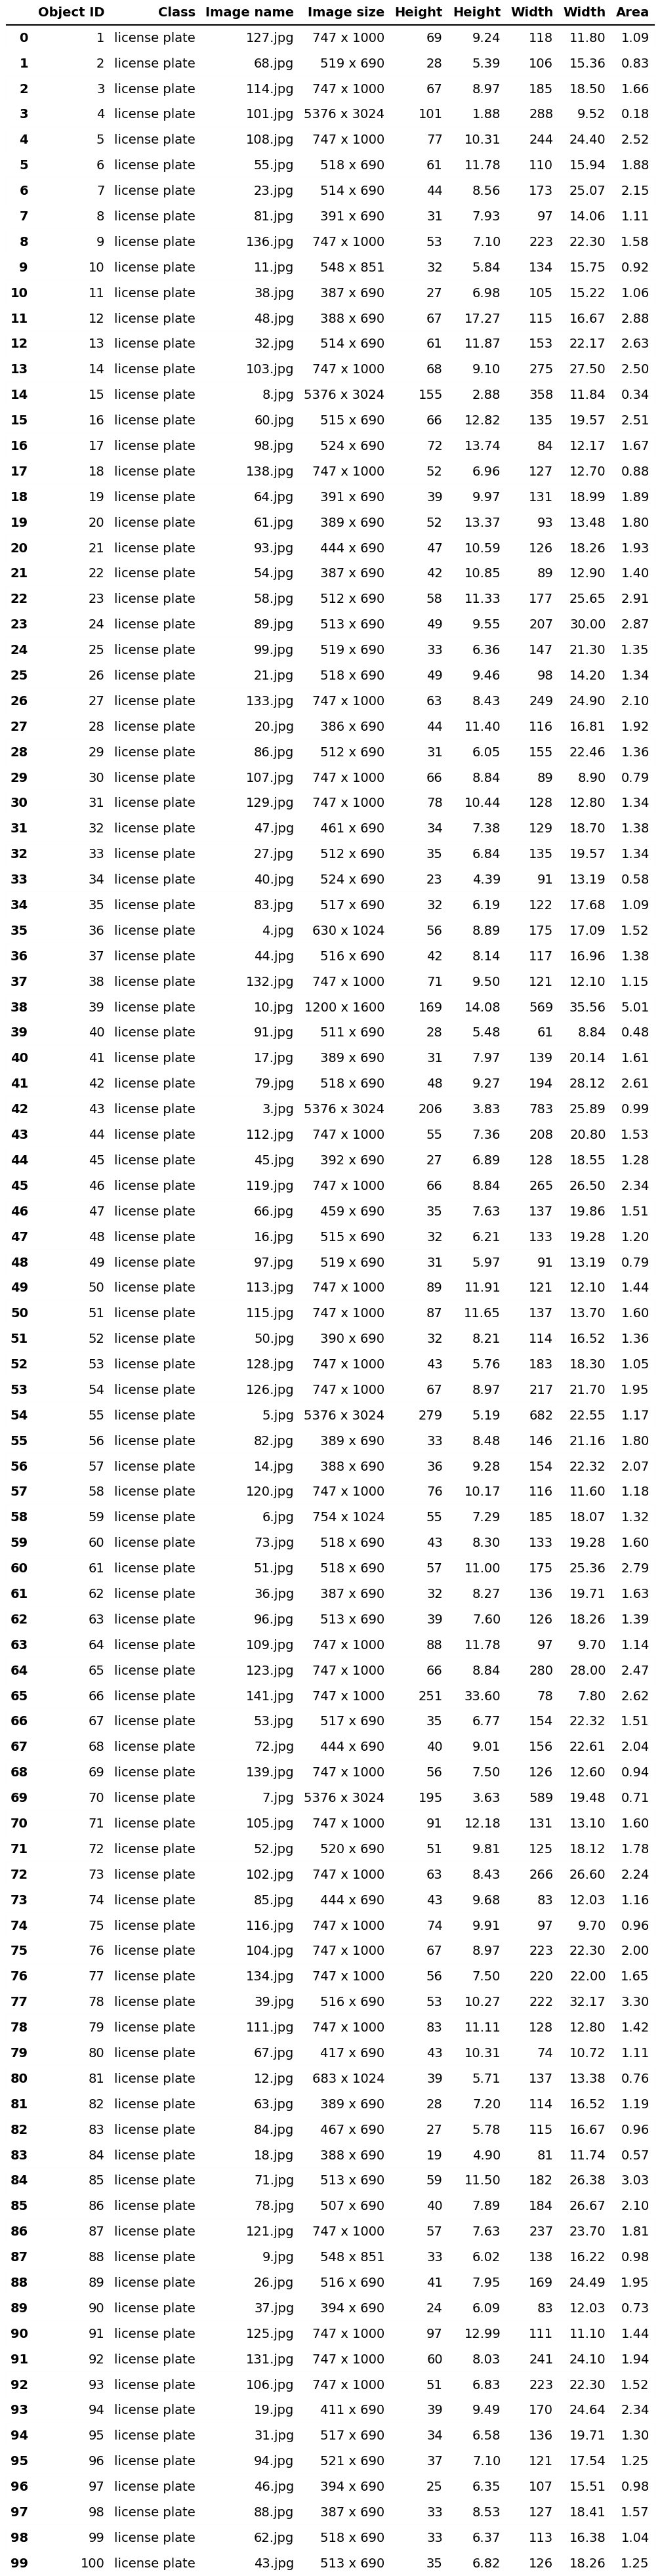 Object ID Class Image name Image size Height Height Width Width Area
0 1 license plate 127.jpg 747 x 1000 69 9.24 118 11.80 1.09
1 2 license plate 68.jpg 519 x 690 28 5.39 106 15.36 0.83
2 3 license plate 114.jpg 747 x 1000 67 8.97 185 18.50 1.66
3 4 license plate 101.jpg 5376 x 3024 101 1.88 288 9.52 0.18
4 5 license plate 108.jpg 747 x 1000 77 10.31 244 24.40 2.52
5 6 license plate 55.jpg 518 x 690 61 11.78 110 15.94 1.88
6 7 license plate 23.jpg 514 x 690 44 8.56 173 25.07 2.15
7 8 license plate 81.jpg 391 x 690 31 7.93 97 14.06 1.11
8 9 license plate 136.jpg 747 x 1000 53 7.10 223 22.30 1.58
9 10 license plate 11.jpg 548 x 851 32 5.84 134 15.75 0.92
10 11 license plate 38.jpg 387 x 690 27 6.98 105 15.22 1.06
11 12 license plate 48.jpg 388 x 690 67 17.27 115 16.67 2.88
12 13 license plate 32.jpg 514 x 690 61 11.87 153 22.17 2.63
13 14 license plate 103.jpg 747 x 1000 68 9.10 275 27.50 2.50
14 15 license plate 8.jpg 5376 x 3024 155 2.88 358 11.84 0.34
15 16 license plate 60.jpg 515 x 690 66 12.82 135 19.57 2.51
16 17 license plate 98.jpg 524 x 690 72 13.74 84 12.17 1.67
17 18 license plate 138.jpg 747 x 1000 52 6.96 127 12.70 0.88
18 19 license plate 64.jpg 391 x 690 39 9.97 131 18.99 1.89
19 20 license plate 61.jpg 389 x 690 52 13.37 93 13.48 1.80
20 21 license plate 93.jpg 444 x 690 47 10.59 126 18.26 1.93
21 22 license plate 54.jpg 387 x 690 42 10.85 89 12.90 1.40
22 23 license plate 58.jpg 512 x 690 58 11.33 177 25.65 2.91
23 24 license plate 89.jpg 513 x 690 49 9.55 207 30.00 2.87
24 25 license plate 99.jpg 519 x 690 33 6.36 147 21.30 1.35
25 26 license plate 21.jpg 518 x 690 49 9.46 98 14.20 1.34
26 27 license plate 133.jpg 747 x 1000 63 8.43 249 24.90 2.10
27 28 license plate 20.jpg 386 x 690 44 11.40 116 16.81 1.92
28 29 license plate 86.jpg 512 x 690 31 6.05 155 22.46 1.36
29 30 license plate 107.jpg 747 x 1000 66 8.84 89 8.90 0.79
30 31 license plate 129.jpg 747 x 1000 78 10.44 128 12.80 1.34
31 32 license plate 47.jpg 461 x 690 34 7.38 129 18.70 1.38
32 33 license plate 27.jpg 512 x 690 35 6.84 135 19.57 1.34
33 34 license plate 40.jpg 524 x 690 23 4.39 91 13.19 0.58
34 35 license plate 83.jpg 517 x 690 32 6.19 122 17.68 1.09
35 36 license plate 4.jpg 630 x 1024 56 8.89 175 17.09 1.52
36 37 license plate 44.jpg 516 x 690 42 8.14 117 16.96 1.38
37 38 license plate 132.jpg 747 x 1000 71 9.50 121 12.10 1.15
38 39 license plate 10.jpg 1200 x 1600 169 14.08 569 35.56 5.01
39 40 license plate 91.jpg 511 x 690 28 5.48 61 8.84 0.48
40 41 license plate 17.jpg 389 x 690 31 7.97 139 20.14 1.61
41 42 license plate 79.jpg 518 x 690 48 9.27 194 28.12 2.61
42 43 license plate 3.jpg 5376 x 3024 206 3.83 783 25.89 0.99
43 44 license plate 112.jpg 747 x 1000 55 7.36 208 20.80 1.53
44 45 license plate 45.jpg 392 x 690 27 6.89 128 18.55 1.28
45 46 license plate 119.jpg 747 x 1000 66 8.84 265 26.50 2.34
46 47 license plate 66.jpg 459 x 690 35 7.63 137 19.86 1.51
47 48 license plate 16.jpg 515 x 690 32 6.21 133 19.28 1.20
48 49 license plate 97.jpg 519 x 690 31 5.97 91 13.19 0.79
49 50 license plate 113.jpg 747 x 1000 89 11.91 121 12.10 1.44
50 51 license plate 115.jpg 747 x 1000 87 11.65 137 13.70 1.60
51 52 license plate 50.jpg 390 x 690 32 8.21 114 16.52 1.36
52 53 license plate 128.jpg 747 x 1000 43 5.76 183 18.30 1.05
53 54 license plate 126.jpg 747 x 1000 67 8.97 217 21.70 1.95
54 55 license plate 5.jpg 5376 x 3024 279 5.19 682 22.55 1.17
55 56 license plate 82.jpg 389 x 690 33 8.48 146 21.16 1.80
56 57 license plate 14.jpg 388 x 690 36 9.28 154 22.32 2.07
57 58 license plate 120.jpg 747 x 1000 76 10.17 116 11.60 1.18
58 59 license plate 6.jpg 754 x 1024 55 7.29 185 18.07 1.32
59 60 license plate 73.jpg 518 x 690 43 8.30 133 19.28 1.60
60 61 license plate 51.jpg 518 x 690 57 11.00 175 25.36 2.79
61 62 license plate 36.jpg 387 x 690 32 8.27 136 19.71 1.63
62 63 license plate 96.jpg 513 x 690 39 7.60 126 18.26 1.39
63 64 license plate 109.jpg 747 x 1000 88 11.78 97 9.70 1.14
64 65 license plate 123.jpg 747 x 1000 66 8.84 280 28.00 2.47
65 66 license plate 141.jpg 747 x 1000 251 33.60 78 7.80 2.62
66 67 license plate 53.jpg 517 x 690 35 6.77 154 22.32 1.51
67 68 license plate 72.jpg 444 x 690 40 9.01 156 22.61 2.04
68 69 license plate 139.jpg 747 x 1000 56 7.50 126 12.60 0.94
69 70 license plate 7.jpg 5376 x 3024 195 3.63 589 19.48 0.71
70 71 license plate 105.jpg 747 x 1000 91 12.18 131 13.10 1.60
71 72 license plate 52.jpg 520 x 690 51 9.81 125 18.12 1.78
72 73 license plate 102.jpg 747 x 1000 63 8.43 266 26.60 2.24
73 74 license plate 85.jpg 444 x 690 43 9.68 83 12.03 1.16
74 75 license plate 116.jpg 747 x 1000 74 9.91 97 9.70 0.96
75 76 license plate 104.jpg 747 x 1000 67 8.97 223 22.30 2.00
76 77 license plate 134.jpg 747 x 1000 56 7.50 220 22.00 1.65
77 78 license plate 39.jpg 516 x 690 53 10.27 222 32.17 3.30
78 79 license plate 111.jpg 747 x 1000 83 11.11 128 12.80 1.42
79 80 license plate 67.jpg 417 x 690 43 10.31 74 10.72 1.11
80 81 license plate 12.jpg 683 x 1024 39 5.71 137 13.38 0.76
81 82 license plate 63.jpg 389 x 690 28 7.20 114 16.52 1.19
82 83 license plate 84.jpg 467 x 690 27 5.78 115 16.67 0.96
83 84 license plate 18.jpg 388 x 690 19 4.90 81 11.74 0.57
84 85 license plate 71.jpg 513 x 690 59 11.50 182 26.38 3.03
85 86 license plate 78.jpg 507 x 690 40 7.89 184 26.67 2.10
86 87 license plate 121.jpg 747 x 1000 57 7.63 237 23.70 1.81
87 88 license plate 9.jpg 548 x 851 33 6.02 138 16.22 0.98
88 89 license plate 26.jpg 516 x 690 41 7.95 169 24.49 1.95
89 90 license plate 37.jpg 394 x 690 24 6.09 83 12.03 0.73
90 91 license plate 125.jpg 747 x 1000 97 12.99 111 11.10 1.44
91 92 license plate 131.jpg 747 x 1000 60 8.03 241 24.10 1.94
92 93 license plate 106.jpg 747 x 1000 51 6.83 223 22.30 1.52
93 94 license plate 19.jpg 411 x 690 39 9.49 170 24.64 2.34
94 95 license plate 31.jpg 517 x 690 34 6.58 136 19.71 1.30
95 96 license plate 94.jpg 521 x 690 37 7.10 121 17.54 1.25
96 97 license plate 46.jpg 394 x 690 25 6.35 107 15.51 0.98
97 98 license plate 88.jpg 387 x 690 33 8.53 127 18.41 1.57
98 99 license plate 62.jpg 518 x 690 33 6.37 113 16.38 1.04
99 100 license plate 43.jpg 513 x 690 35 6.82 126 18.26 1.25